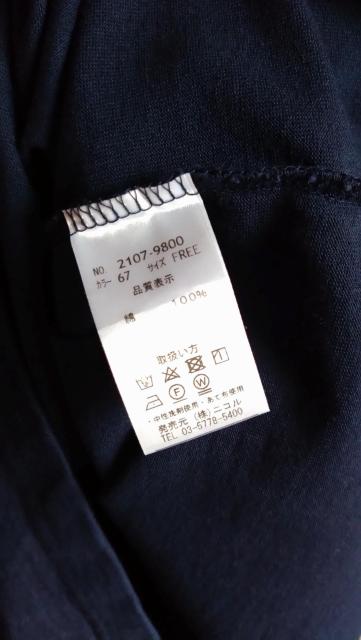 NO. 2107-9800
カラー 67 サイズ FREE
品質表示
綿 100%
取扱い方
F W
・中性洗剤使用・あて布使用
発売元 (株)ニコル
TEL 03-5778-5400